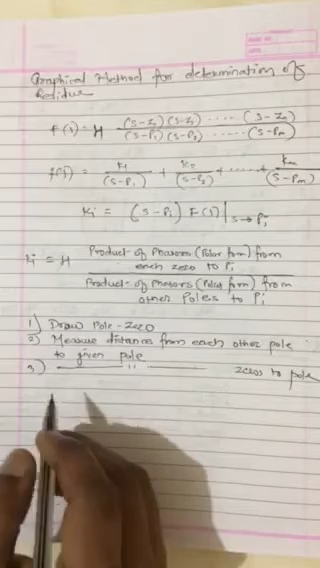 Graphical Method for determination of
Residue
F(s) = H (s-z1)(s-z1) ..... (s-zn) / (s-P1)(s-P2) ...... (s-Pm)
f(s) = k1/(s-P1) + k2/(s-P2) + ..... + km/(s-Pm)
ki = (s-Pi) F(s)|s→Pi
ki = H Product of Phasors (Polar form) from
each zero to Pi
Product of Phasors (Polar form) from
other Poles to Pi
1) Draw Pole-Zero
2) Measure distances from each other pole
to given pole
3) —— " —— zeros to pole